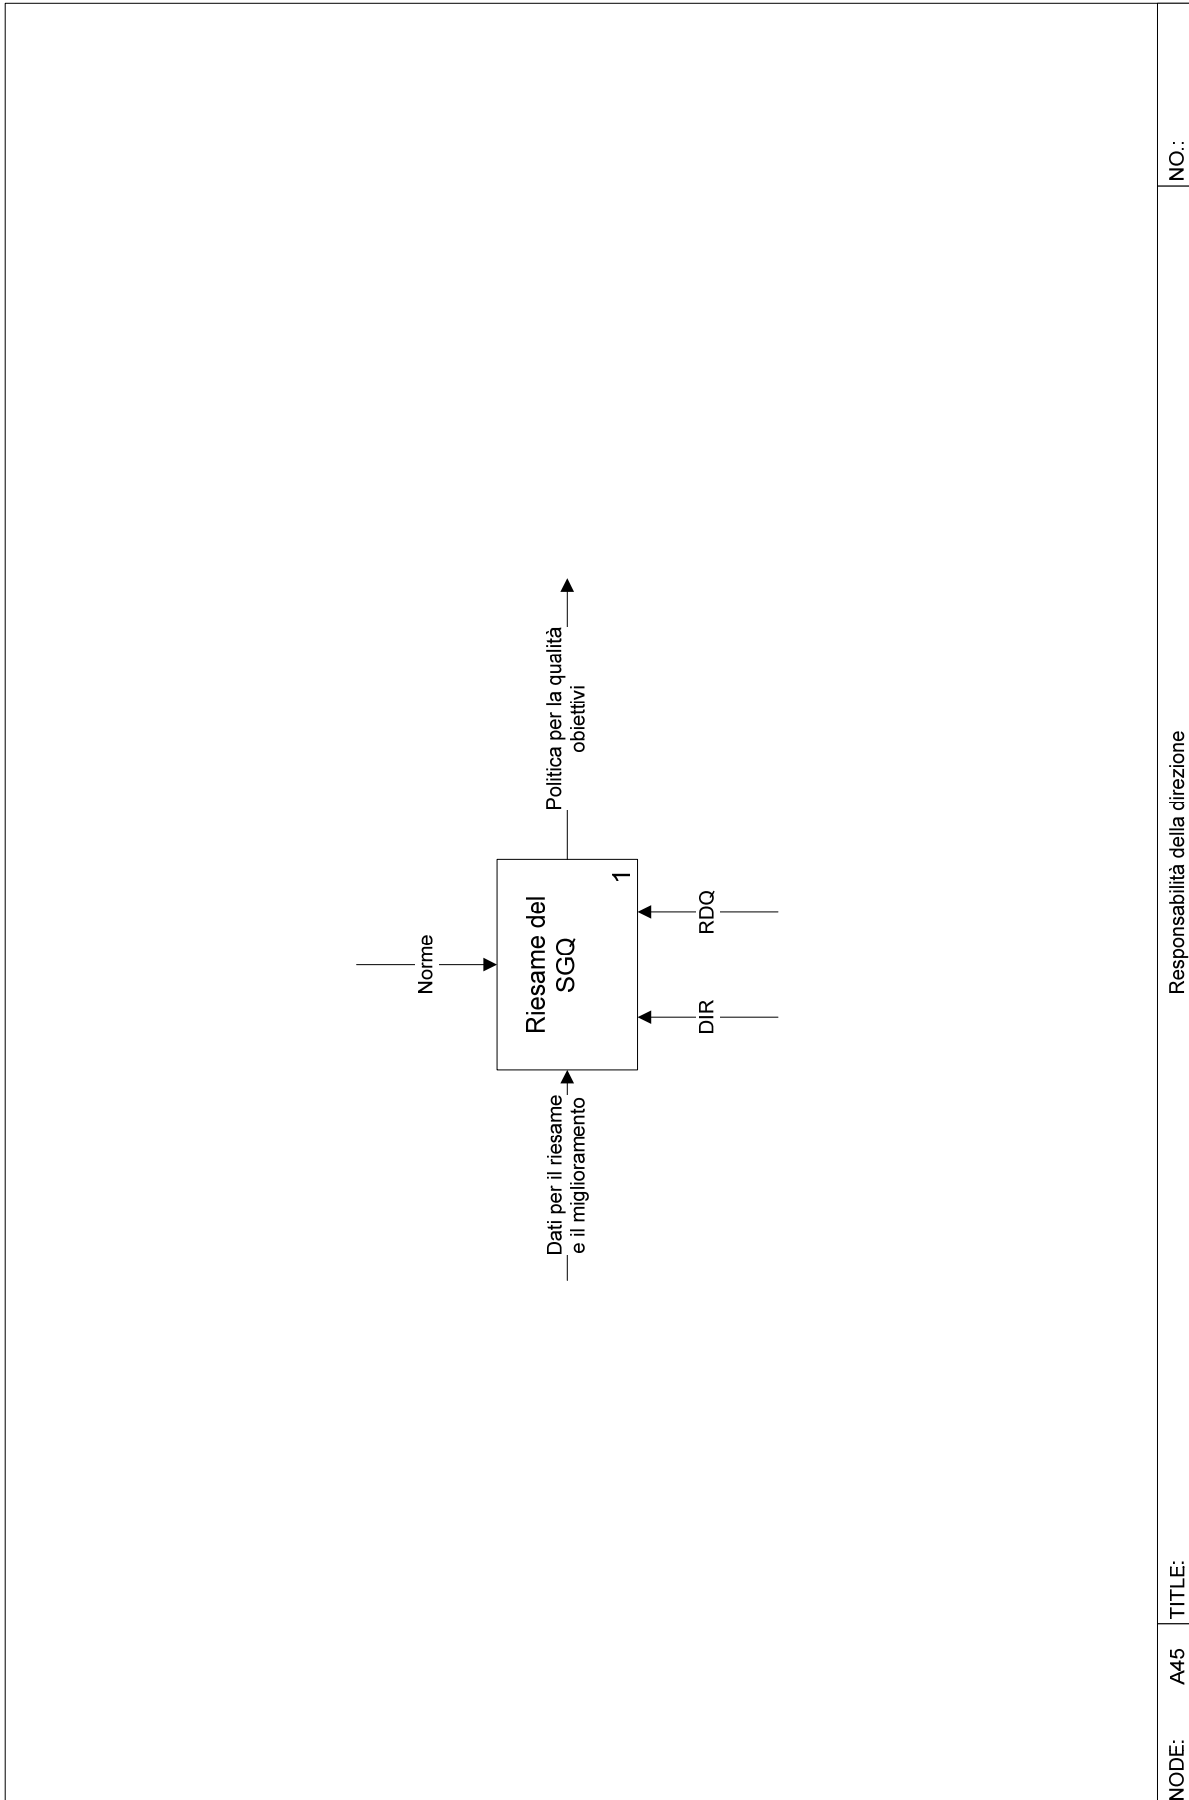 Norme
Dati per il riesame
e il miglioramento
Riesame del
SGQ
1
Politica per la qualità
obiettivi
DIR
RDQ
NODE:
A45
TITLE:
Responsabilità della direzione
NO.: